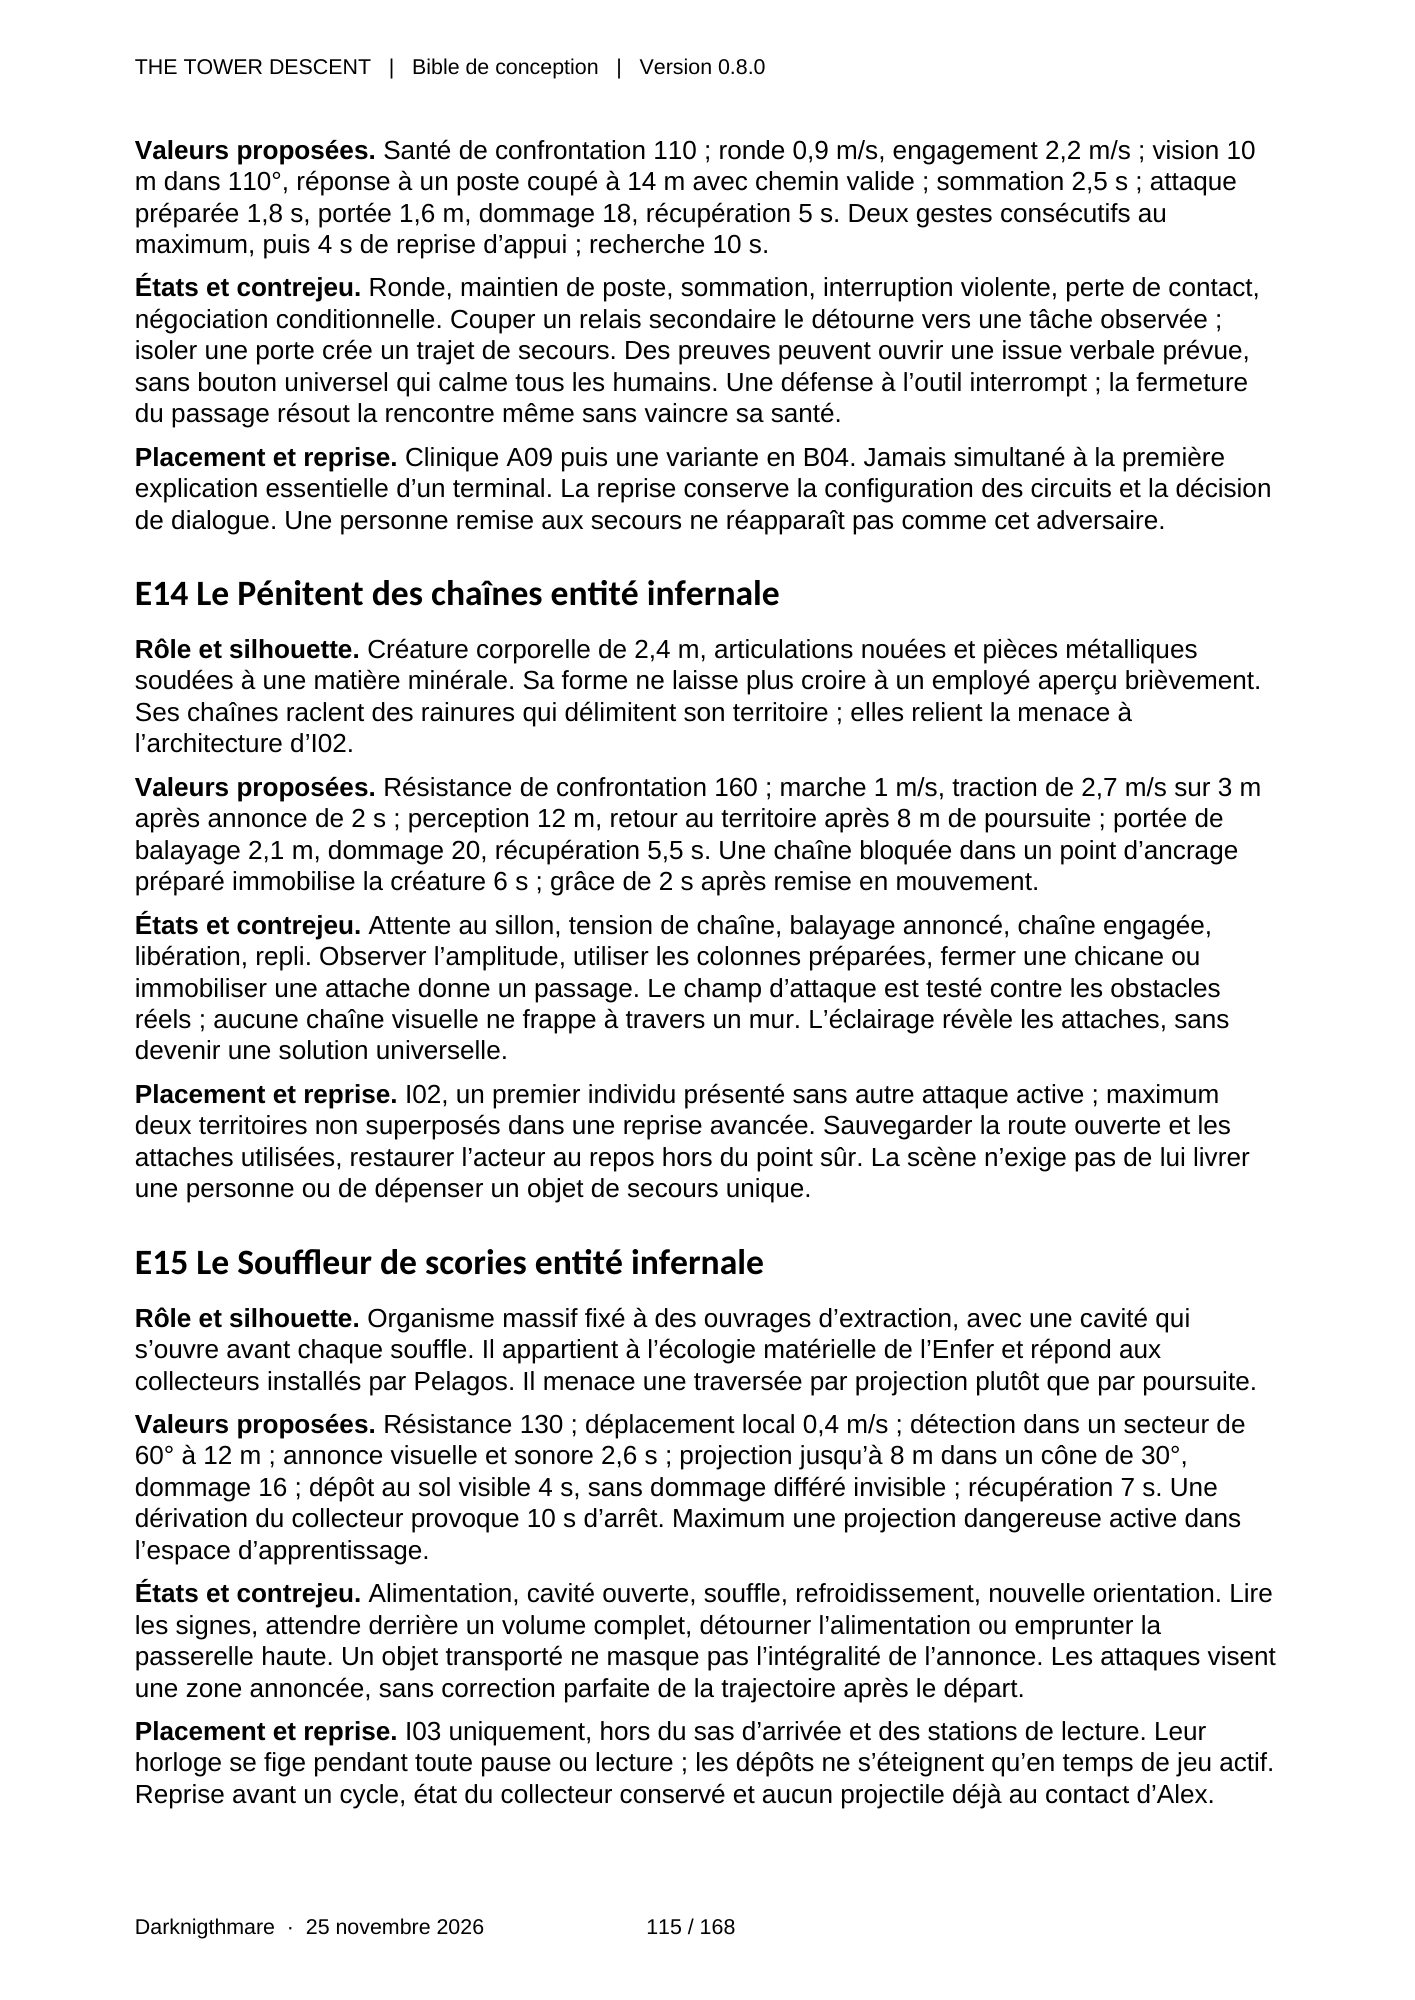 THE TOWER DESCENT | Bible de conception | Version 0.8.0
Valeurs proposées. Santé de confrontation 110 ; ronde 0,9 m/s, engagement 2,2 m/s ; vision 10
m dans 110°, réponse à un poste coupé à 14 m avec chemin valide ; sommation 2,5 s ; attaque
préparée 1,8 s, portée 1,6 m, dommage 18, récupération 5 s. Deux gestes consécutifs au
maximum, puis 4 s de reprise d’appui ; recherche 10 s.
États et contrejeu. Ronde, maintien de poste, sommation, interruption violente, perte de contact,
négociation conditionnelle. Couper un relais secondaire le détourne vers une tâche observée ;
isoler une porte crée un trajet de secours. Des preuves peuvent ouvrir une issue verbale prévue,
sans bouton universel qui calme tous les humains. Une défense à l’outil interrompt ; la fermeture
du passage résout la rencontre même sans vaincre sa santé.
Placement et reprise. Clinique A09 puis une variante en B04. Jamais simultané à la première
explication essentielle d’un terminal. La reprise conserve la configuration des circuits et la décision
de dialogue. Une personne remise aux secours ne réapparaît pas comme cet adversaire.
E14 Le Pénitent des chaînes entité infernale
Rôle et silhouette. Créature corporelle de 2,4 m, articulations nouées et pièces métalliques
soudées à une matière minérale. Sa forme ne laisse plus croire à un employé aperçu brièvement.
Ses chaînes raclent des rainures qui délimitent son territoire ; elles relient la menace à
l’architecture d’I02.
Valeurs proposées. Résistance de confrontation 160 ; marche 1 m/s, traction de 2,7 m/s sur 3 m
après annonce de 2 s ; perception 12 m, retour au territoire après 8 m de poursuite ; portée de
balayage 2,1 m, dommage 20, récupération 5,5 s. Une chaîne bloquée dans un point d’ancrage
préparé immobilise la créature 6 s ; grâce de 2 s après remise en mouvement.
États et contrejeu. Attente au sillon, tension de chaîne, balayage annoncé, chaîne engagée,
libération, repli. Observer l’amplitude, utiliser les colonnes préparées, fermer une chicane ou
immobiliser une attache donne un passage. Le champ d’attaque est testé contre les obstacles
réels ; aucune chaîne visuelle ne frappe à travers un mur. L’éclairage révèle les attaches, sans
devenir une solution universelle.
Placement et reprise. I02, un premier individu présenté sans autre attaque active ; maximum
deux territoires non superposés dans une reprise avancée. Sauvegarder la route ouverte et les
attaches utilisées, restaurer l’acteur au repos hors du point sûr. La scène n’exige pas de lui livrer
une personne ou de dépenser un objet de secours unique.
E15 Le Souffleur de scories entité infernale
Rôle et silhouette. Organisme massif fixé à des ouvrages d’extraction, avec une cavité qui
s’ouvre avant chaque souffle. Il appartient à l’écologie matérielle de l’Enfer et répond aux
collecteurs installés par Pelagos. Il menace une traversée par projection plutôt que par poursuite.
Valeurs proposées. Résistance 130 ; déplacement local 0,4 m/s ; détection dans un secteur de
60° à 12 m ; annonce visuelle et sonore 2,6 s ; projection jusqu’à 8 m dans un cône de 30°,
dommage 16 ; dépôt au sol visible 4 s, sans dommage différé invisible ; récupération 7 s. Une
dérivation du collecteur provoque 10 s d’arrêt. Maximum une projection dangereuse active dans
l’espace d’apprentissage.
États et contrejeu. Alimentation, cavité ouverte, souffle, refroidissement, nouvelle orientation. Lire
les signes, attendre derrière un volume complet, détourner l’alimentation ou emprunter la
passerelle haute. Un objet transporté ne masque pas l’intégralité de l’annonce. Les attaques visent
une zone annoncée, sans correction parfaite de la trajectoire après le départ.
Placement et reprise. I03 uniquement, hors du sas d’arrivée et des stations de lecture. Leur
horloge se fige pendant toute pause ou lecture ; les dépôts ne s’éteignent qu’en temps de jeu actif.
Reprise avant un cycle, état du collecteur conservé et aucun projectile déjà au contact d’Alex.
Darknigthmare · 25 novembre 2026 115 / 168